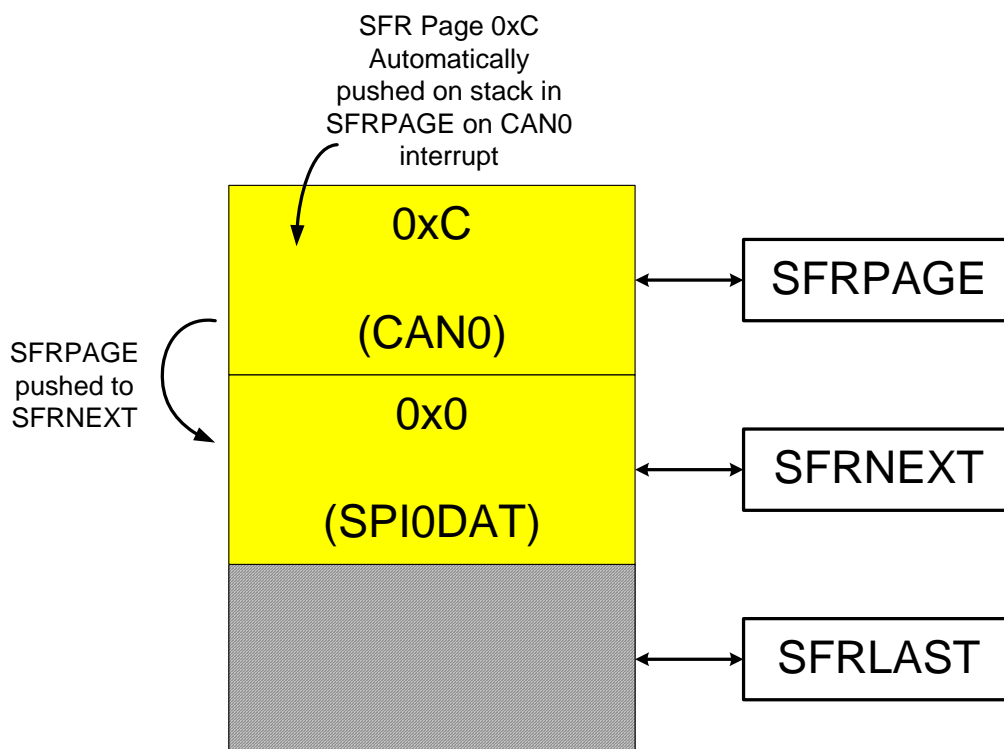 SFR Page 0xC
Automatically
pushed on stack in
SFRPAGE on CAN0
interrupt
0xC
(CAN0)
SFRPAGE
SFRPAGE
pushed to
SFRNEXT
0x0
(SPI0DAT)
SFRNEXT
SFRLAST